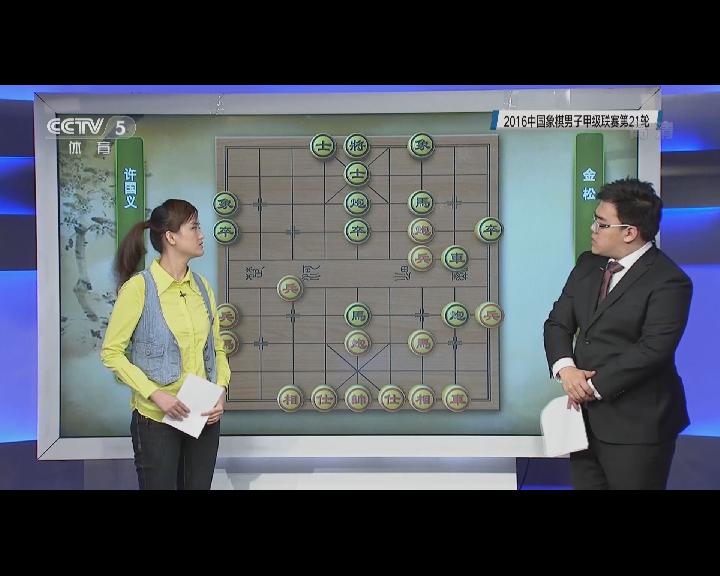 2016中国象棋男子甲级联赛第21轮
CCTV 5
体育
许国义
金松
士 將 象
士
象 炮 馬
卒 卒 炮 卒
兵 車
兵
兵 馬 炮 兵
馬 炮 馬
相 仕 帥 仕 相 車